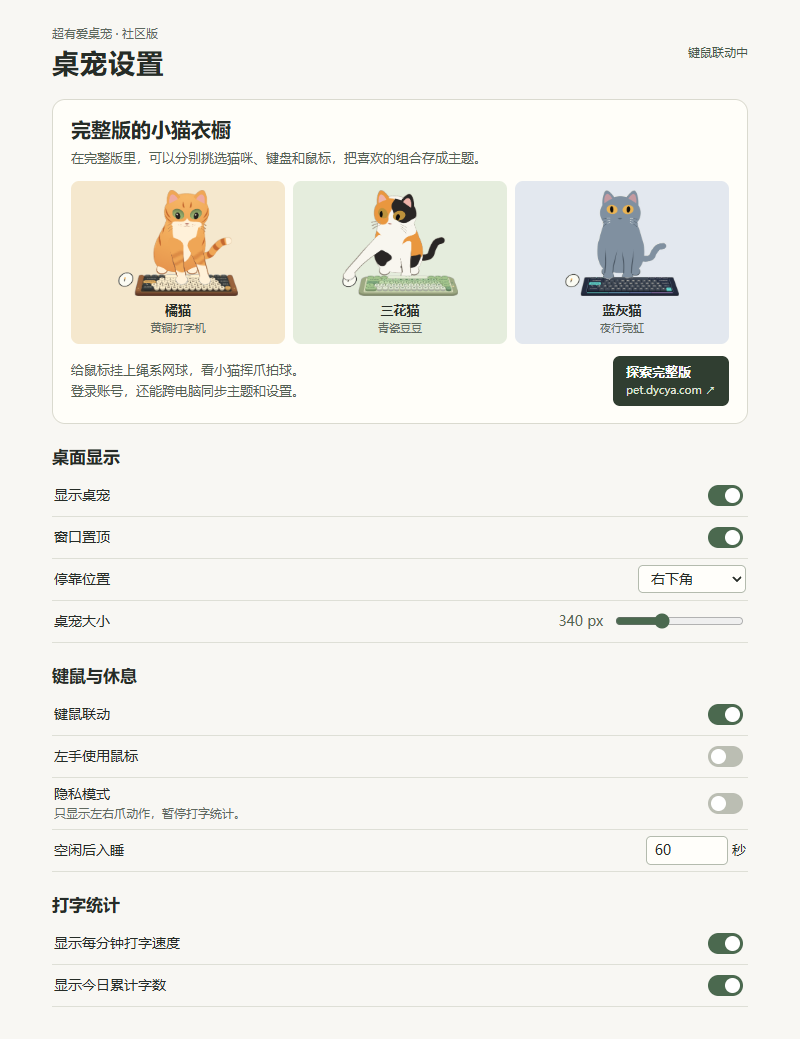 超有爱桌宠 · 社区版
桌宠设置
键鼠联动中
完整版的小猫衣橱
在完整版里，可以分别挑选猫咪、键盘和鼠标，把喜欢的组合存成主题。
橘猫
黄铜打字机
三花猫
青瓷豆豆
蓝灰猫
夜行霓虹
给鼠标挂上绳系网球，看小猫挥爪拍球。
登录账号，还能跨电脑同步主题和设置。
探索完整版
pet.dycya.com ↗
桌面显示
显示桌宠
窗口置顶
停靠位置
右下角
桌宠大小
340 px
键鼠与休息
键鼠联动
左手使用鼠标
隐私模式
只显示左右爪动作，暂停打字统计。
空闲后入睡
60 秒
打字统计
显示每分钟打字速度
显示今日累计字数